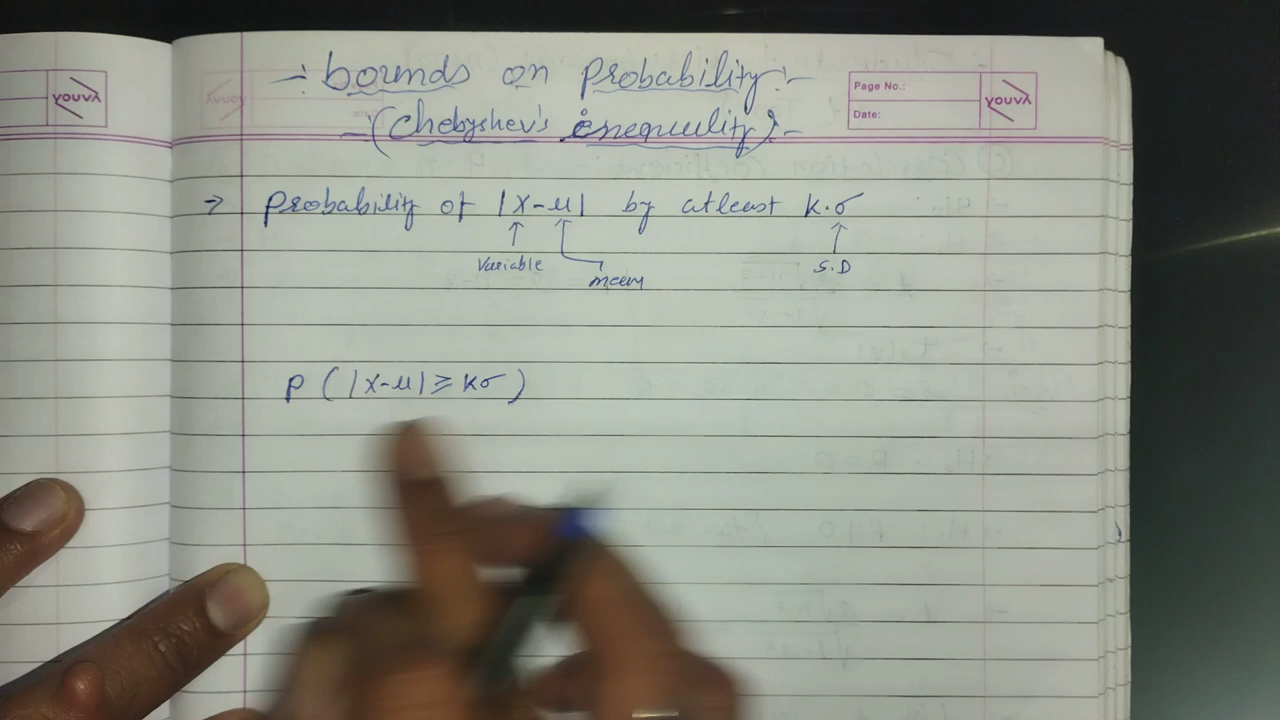 -: bounds on probability :-
-(Chebyshev's inequality)-
Page No.:
Date:
youva
youva
→ probability of |X-μ| by atleast k.σ
Variable
mean
S.D
P ( |X-μ| ≥ kσ )